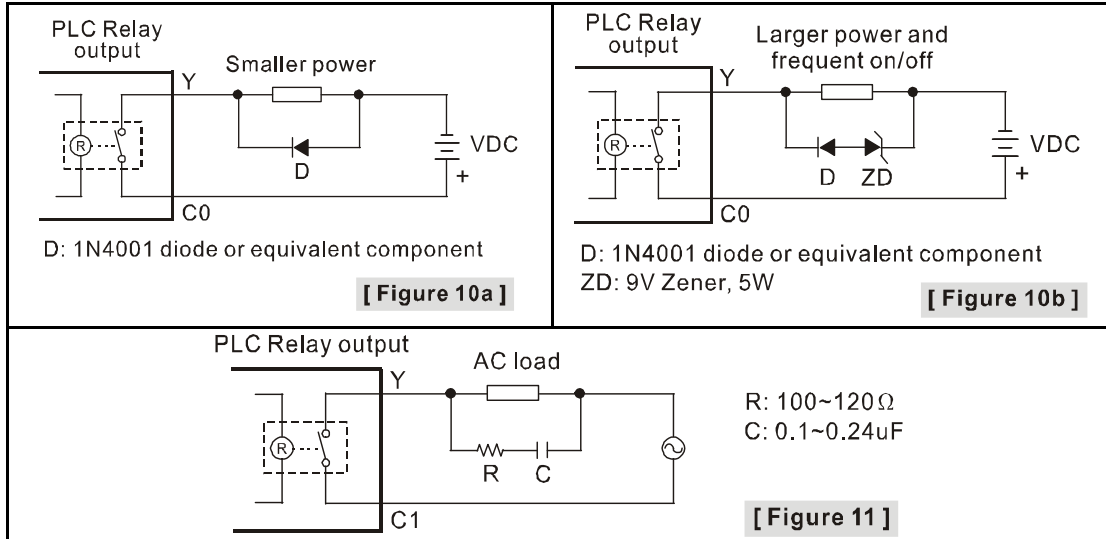 PLC Relay
output
Smaller power
Y
R
D
VDC
+
C0
D: 1N4001 diode or equivalent component
[ Figure 10a ]
PLC Relay
output
Larger power and
frequent on/off
Y
R
D ZD
VDC
+
C0
D: 1N4001 diode or equivalent component
ZD: 9V Zener, 5W
[ Figure 10b ]
PLC Relay output
AC load
Y
R
R C
C1
R: 100~120Ω
C: 0.1~0.24uF
[ Figure 11 ]